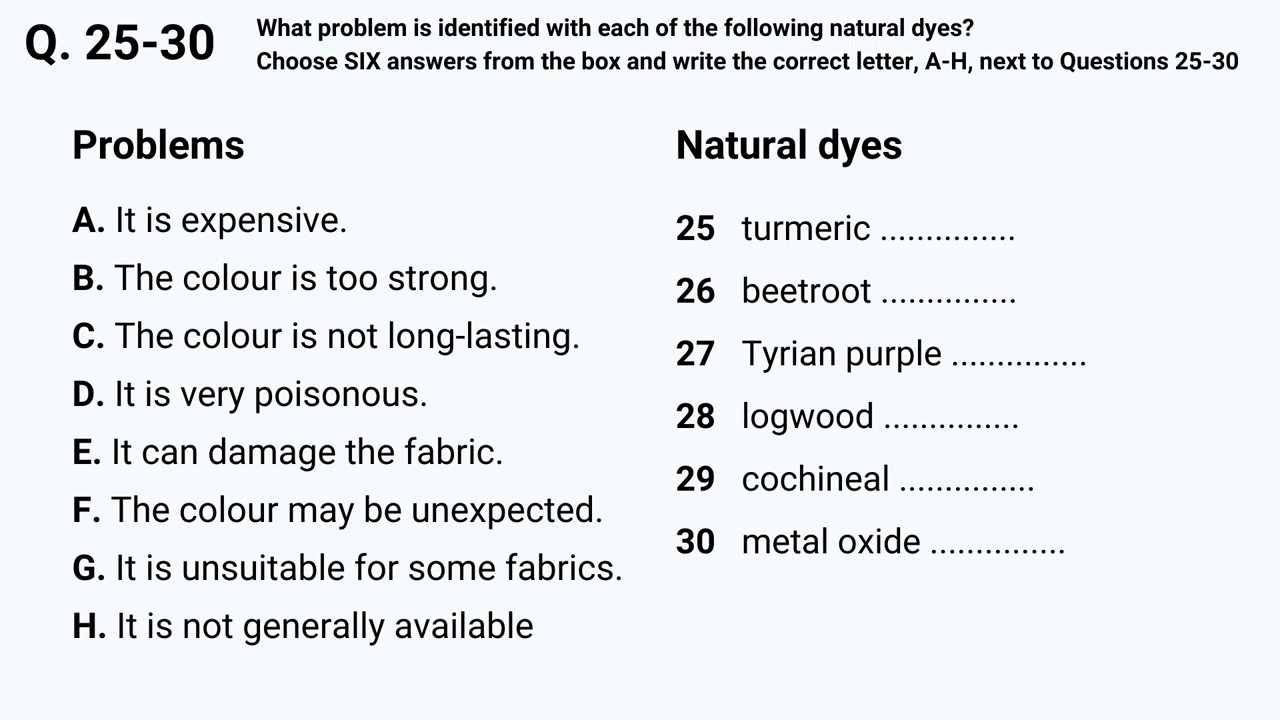 Q. 25-30
What problem is identified with each of the following natural dyes?
Choose SIX answers from the box and write the correct letter, A-H, next to Questions 25-30
Problems
A. It is expensive.
B. The colour is too strong.
C. The colour is not long-lasting.
D. It is very poisonous.
E. It can damage the fabric.
F. The colour may be unexpected.
G. It is unsuitable for some fabrics.
H. It is not generally available
Natural dyes
25 turmeric ...............
26 beetroot ...............
27 Tyrian purple ...............
28 logwood ...............
29 cochineal ...............
30 metal oxide ...............